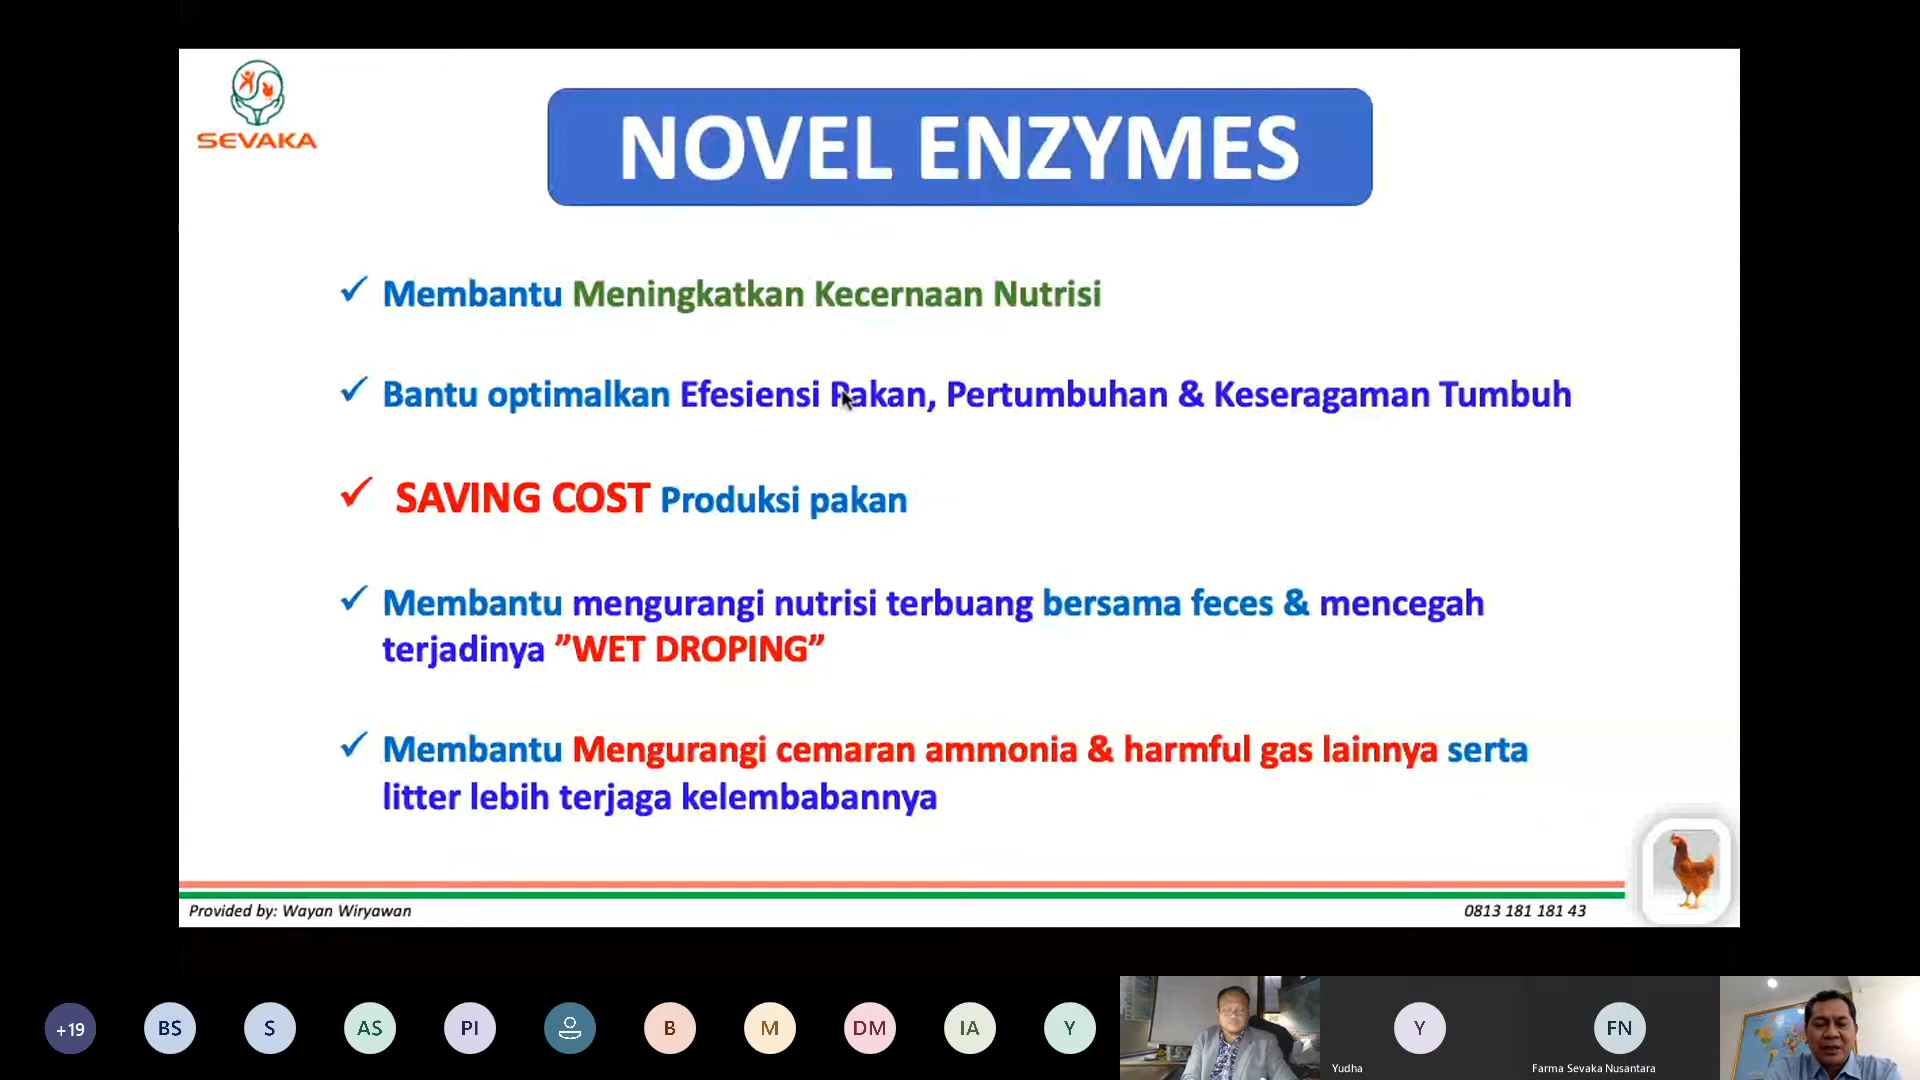 SEVAKA
NOVEL ENZYMES
Membantu Meningkatkan Kecernaan Nutrisi
Bantu optimalkan Efesiensi Pakan, Pertumbuhan & Keseragaman Tumbuh
SAVING COST Produksi pakan
Membantu mengurangi nutrisi terbuang bersama feces & mencegah
terjadinya ”WET DROPING”
Membantu Mengurangi cemaran ammonia & harmful gas lainnya serta
litter lebih terjaga kelembabannya
Provided by: Wayan Wiryawan
0813 181 181 43
+19
BS
S
AS
PI
B
M
DM
IA
Y
Y
FN
Yudha
Farma Sevaka Nusantara